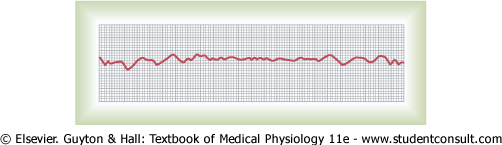 © Elsevier. Guyton & Hall: Textbook of Medical Physiology 11e - www.studentconsult.com